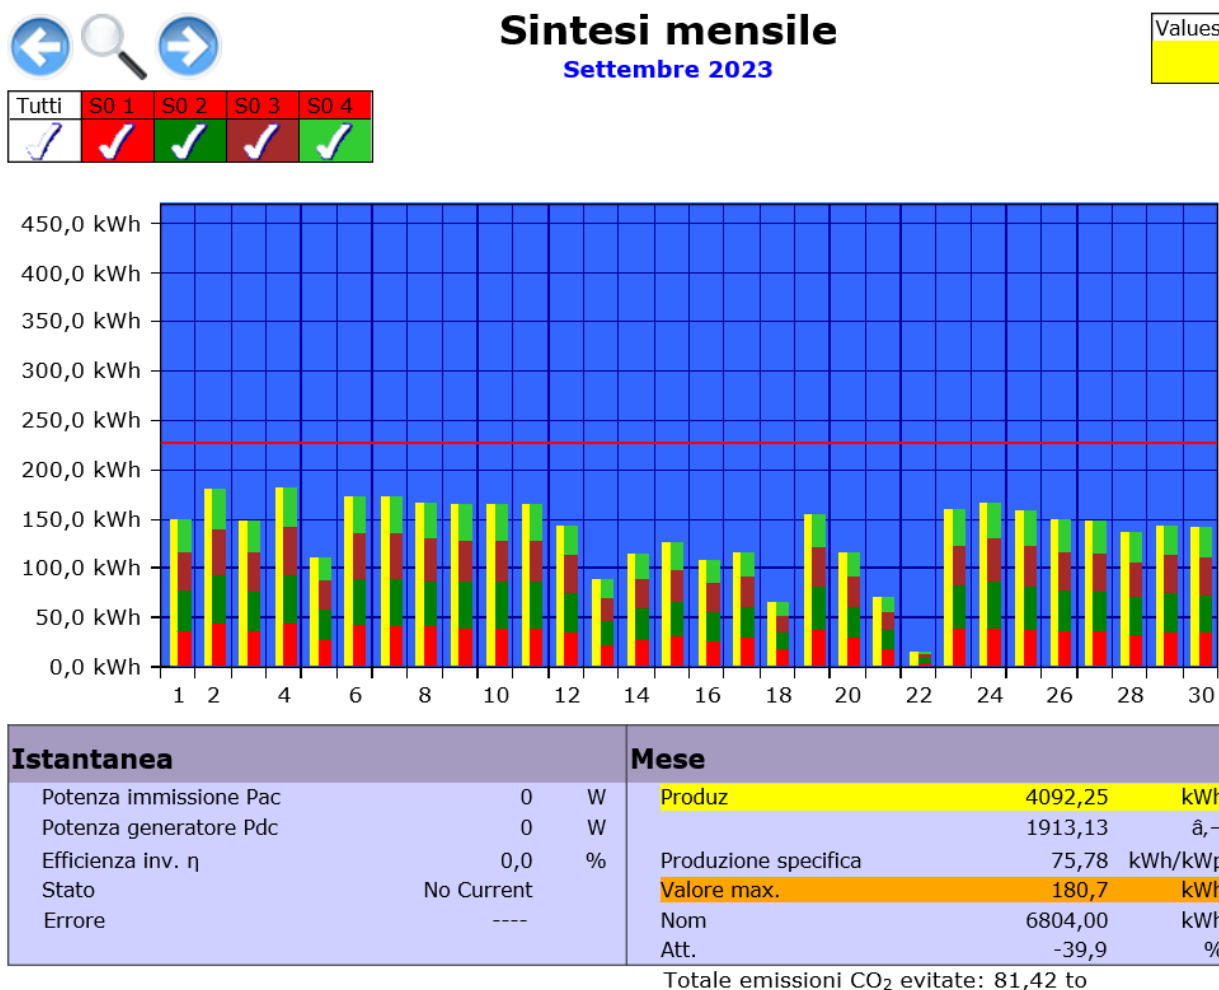 Sintesi mensile
Settembre 2023
Values
Tutti S0 1 S0 2 S0 3 S0 4
450,0 kWh
400,0 kWh
350,0 kWh
300,0 kWh
250,0 kWh
200,0 kWh
150,0 kWh
100,0 kWh
50,0 kWh
0,0 kWh
1 2 4 6 8 10 12 14 16 18 20 22 24 26 28 30
Istantanea
Potenza immissione Pac 0 W
Potenza generatore Pdc 0 W
Efficienza inv. η 0,0 %
Stato No Current
Errore ----
Mese
Produz 4092,25 kWh
1913,13 â‚¬
Produzione specifica 75,78 kWh/kWp
Valore max. 180,7 kWh
Nom 6804,00 kWh
Att. -39,9 %
Totale emissioni CO₂ evitate: 81,42 to